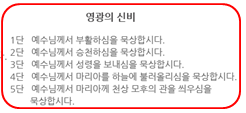 영광의 신비
1단 예수님께서 부활하심을 묵상합시다.
2단 예수님께서 승천하심을 묵상합시다.
3단 예수님께서 성령을 보내심을 묵상합시다.
4단 예수님께서 마리아를 하늘에 불러올리심을 묵상합시다.
5단 예수님께서 마리아께 천상 모후의 관을 씌우심을
묵상합시다.